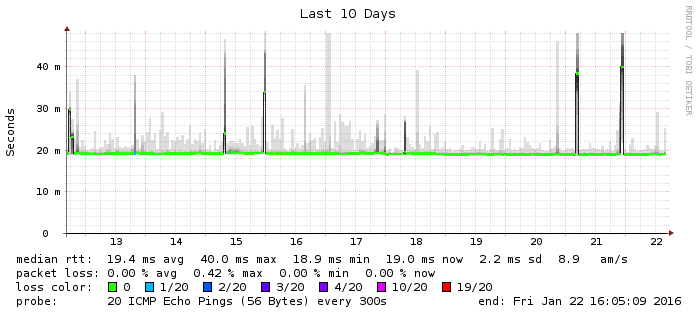 Last 10 Days
RRDTOOL / TOBI OETIKER
Seconds
40 m
30 m
20 m
10 m
0
13 14 15 16 17 18 19 20 21 22
median rtt: 19.4 ms avg 40.0 ms max 18.9 ms min 19.0 ms now 2.2 ms sd 8.9 am/s
packet loss: 0.00 % avg 0.42 % max 0.00 % min 0.00 % now
loss color: 0 1/20 2/20 3/20 4/20 10/20 19/20
probe: 20 ICMP Echo Pings (56 Bytes) every 300s end: Fri Jan 22 16:05:09 2016